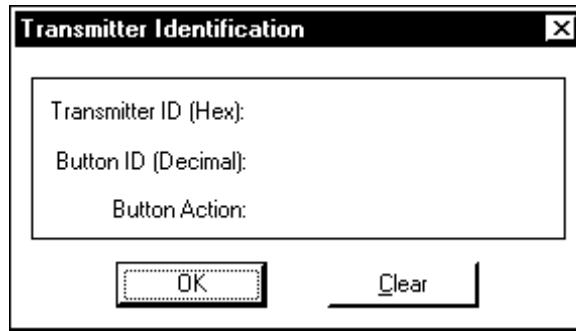 Transmitter Identification
Transmitter ID (Hex):
Button ID (Decimal):
Button Action:
OK
Clear